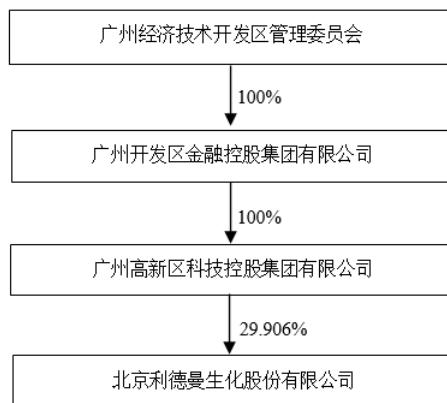 广州经济技术开发区管理委员会
100%
广州开发区金融控股集团有限公司
100%
广州高新区科技控股集团有限公司
29.906%
北京利德曼生化股份有限公司